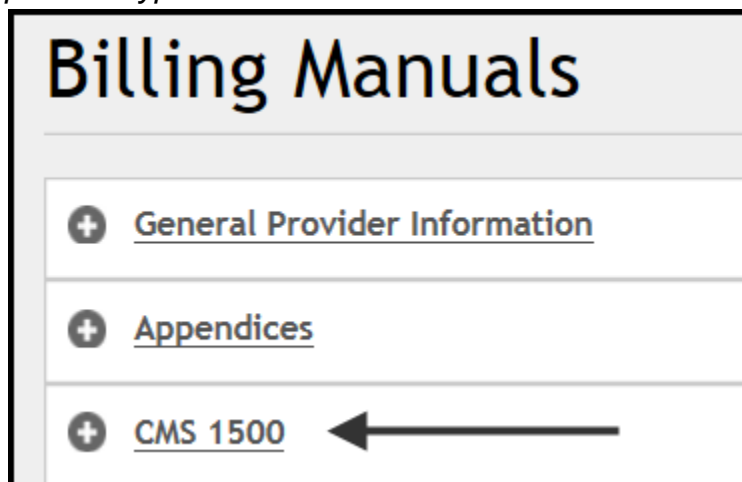 Billing Manuals
General Provider Information
Appendices
CMS 1500